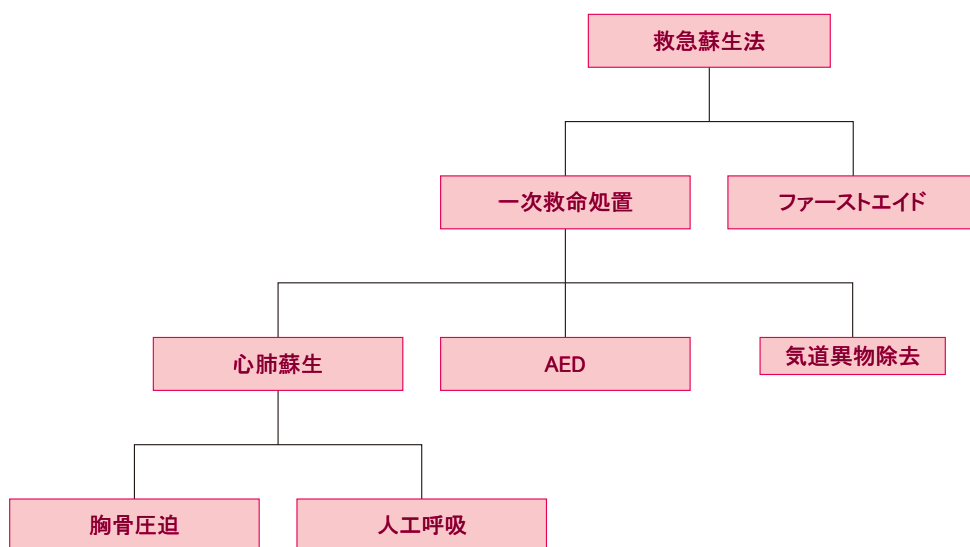 救急蘇生法
一次救命処置
ファーストエイド
心肺蘇生
AED
気道異物除去
胸骨圧迫
人工呼吸